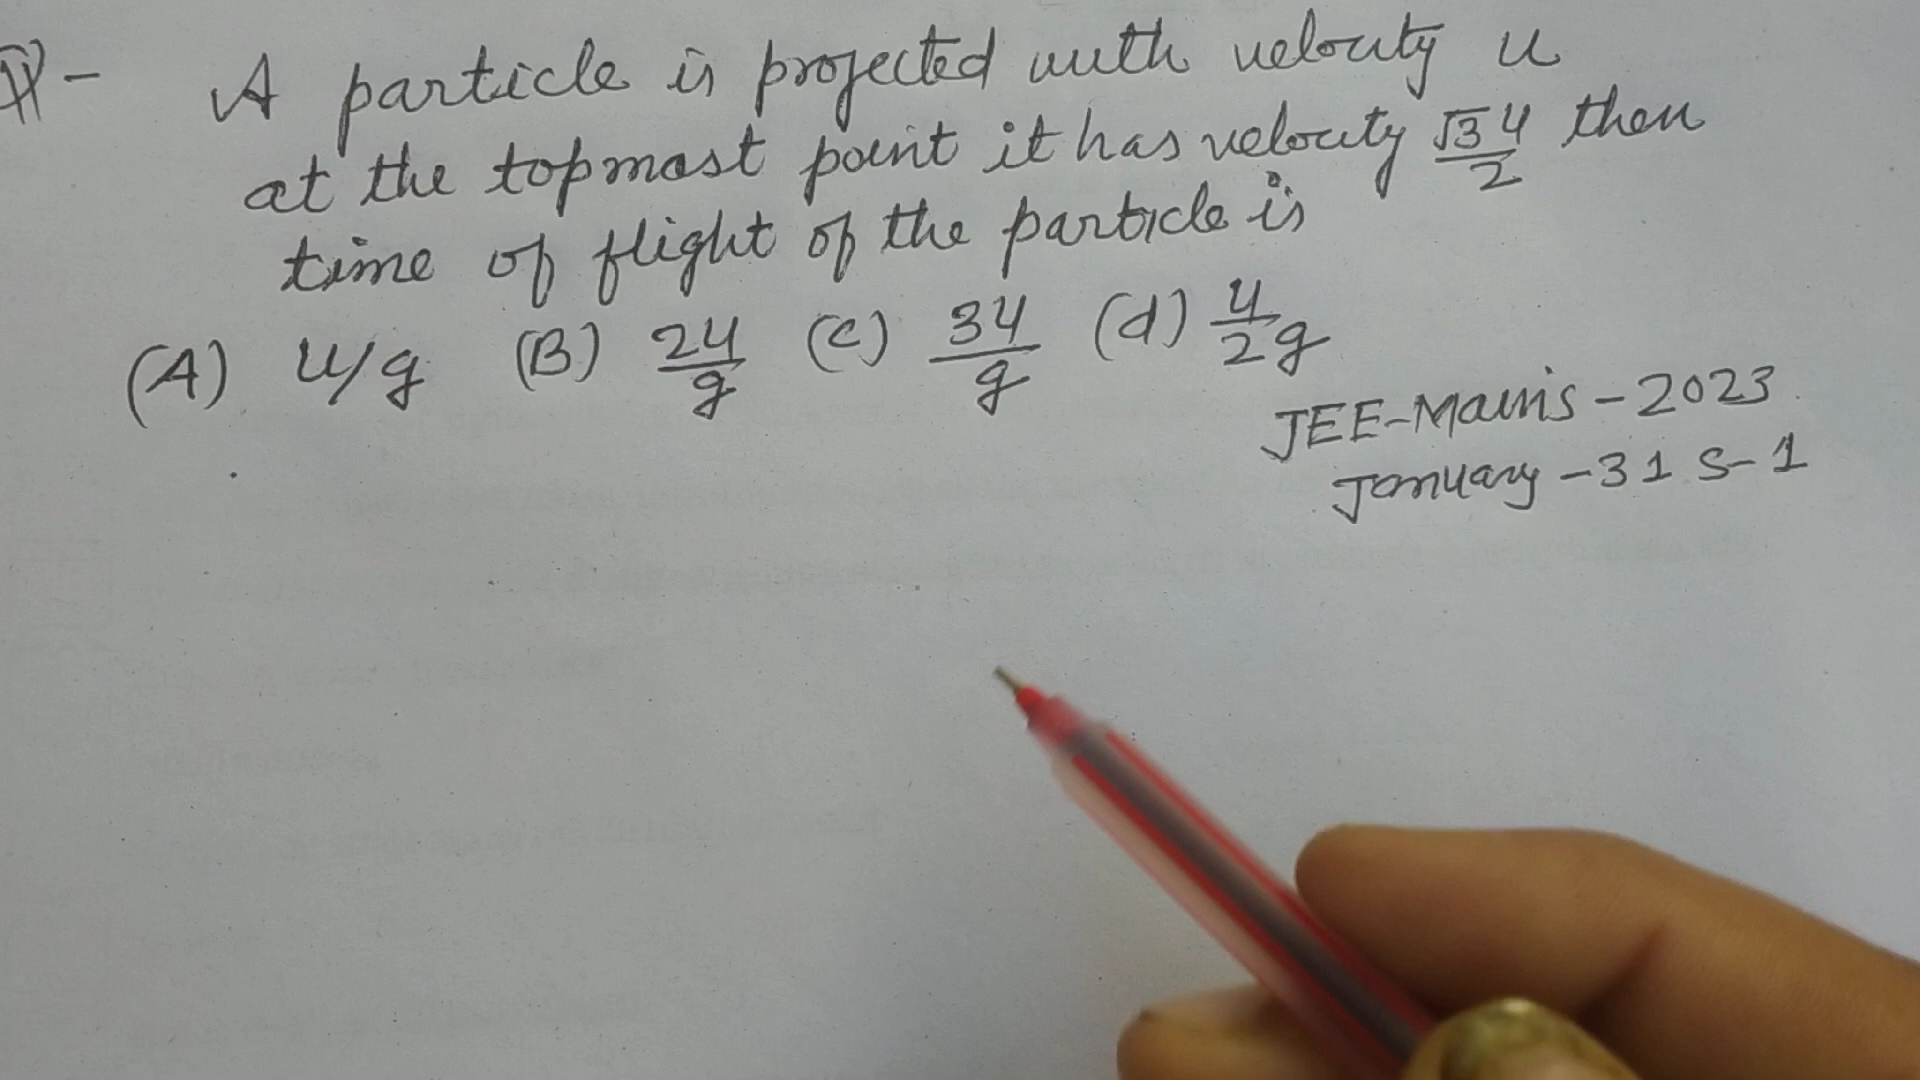 Q- A particle is projected with velocity u
at the topmost point it has velocity √3u/2 then
time of flight of the particle is
(A) u/g (B) 2u/g (c) 3u/g (d) u/2g
JEE-Mains-2023
January-31 S-1